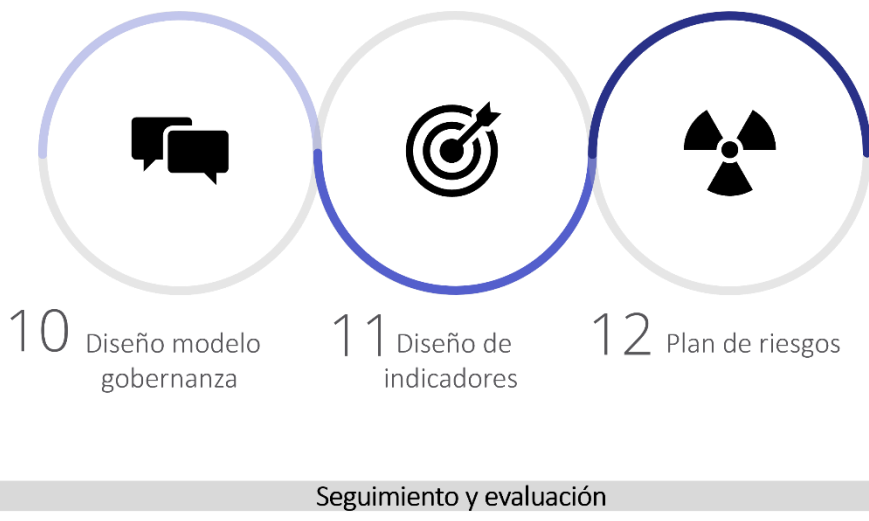 10 Diseño modelo
gobernanza
11 Diseño de
indicadores
12 Plan de riesgos
Seguimiento y evaluación